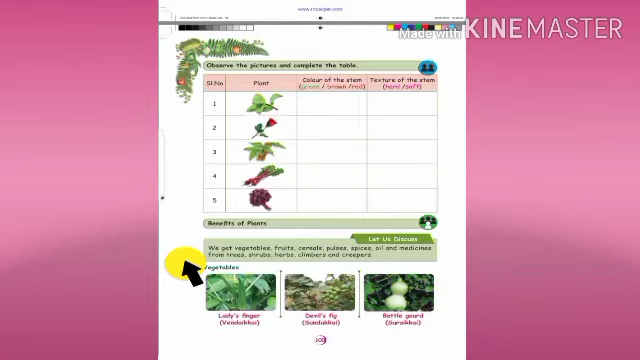 www.tntextjob.com
Made with KINEMASTER
Observe the pictures and complete the table.
Sl.No Plant Colour of the stem (green / brown /red) Texture of the stem (hard /soft)
1
2
3
4
5
Benefits of Plants
Let Us Discuss
We get vegetables, fruits, cereals, pulses, spices, oil and medicines
from trees, shrubs, herbs, climbers and creepers.
Vegetables
Lady's finger Devil's fig Bottle gourd
(Vendaikkai) (Sundakkai) (Suraikkai)
100